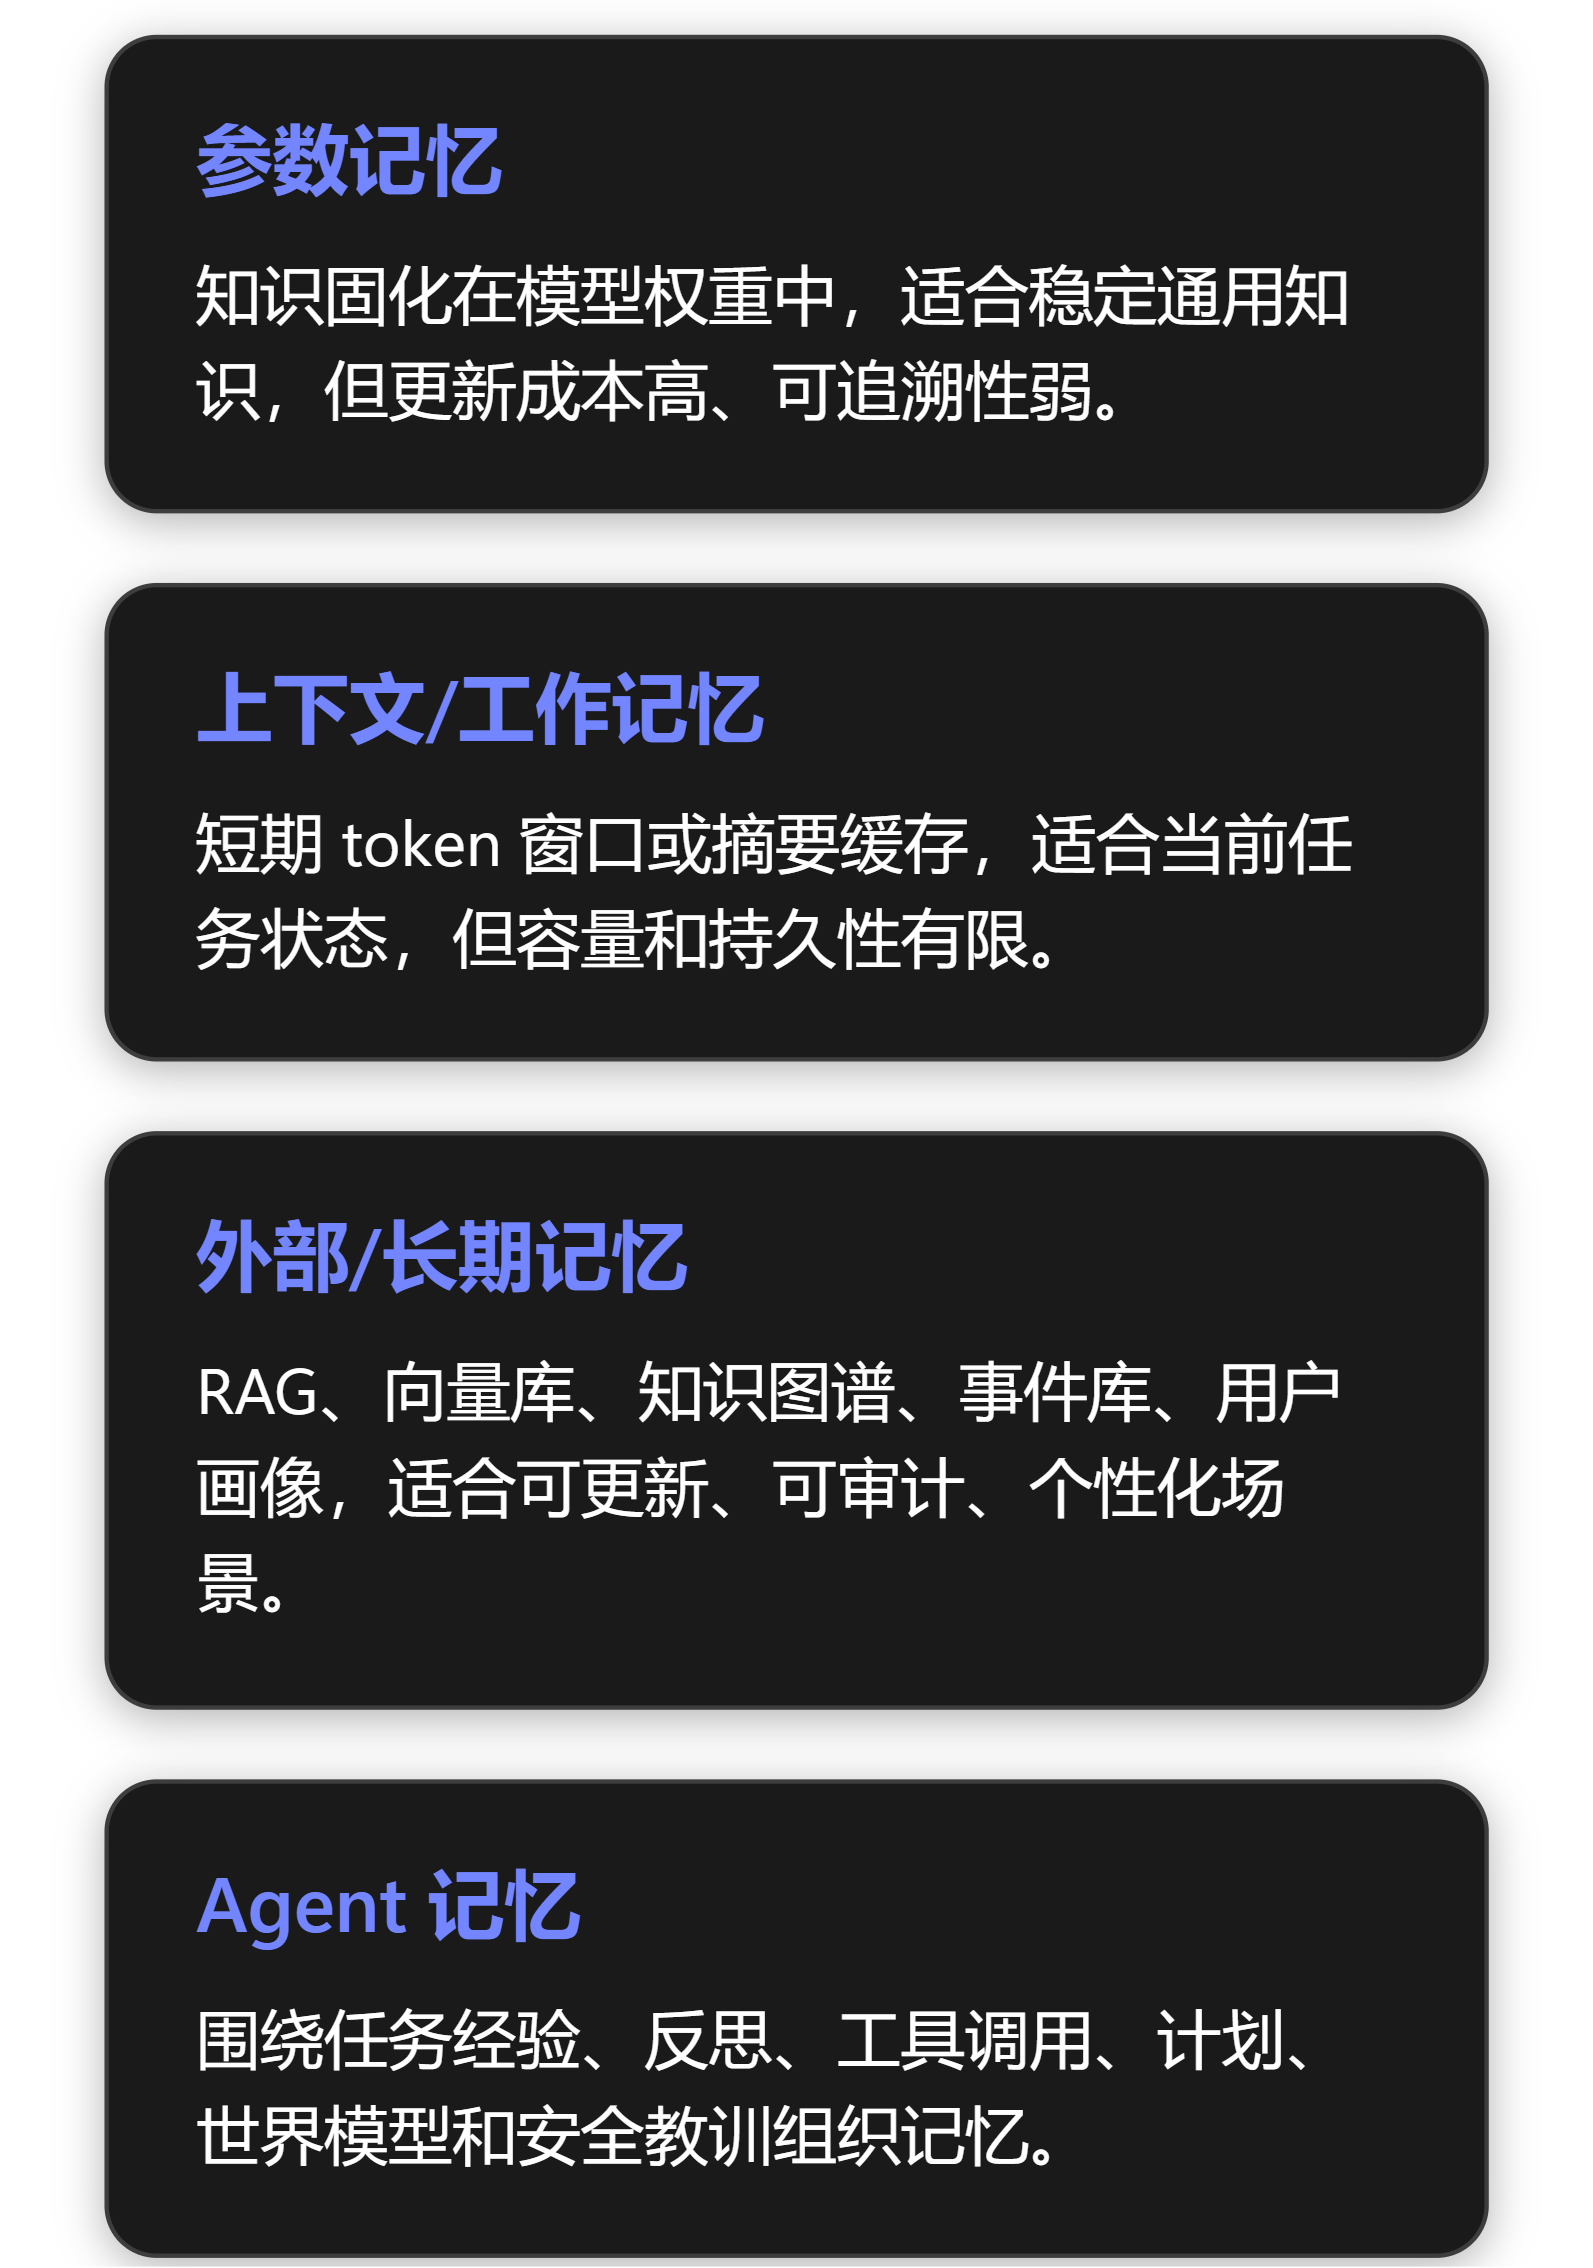 参数记忆
知识固化在模型权重中，适合稳定通用知
识，但更新成本高、可追溯性弱。
上下文/工作记忆
短期 token 窗口或摘要缓存，适合当前任
务状态，但容量和持久性有限。
外部/长期记忆
RAG、向量库、知识图谱、事件库、用户
画像，适合可更新、可审计、个性化场
景。
Agent 记忆
围绕任务经验、反思、工具调用、计划、
世界模型和安全教训组织记忆。